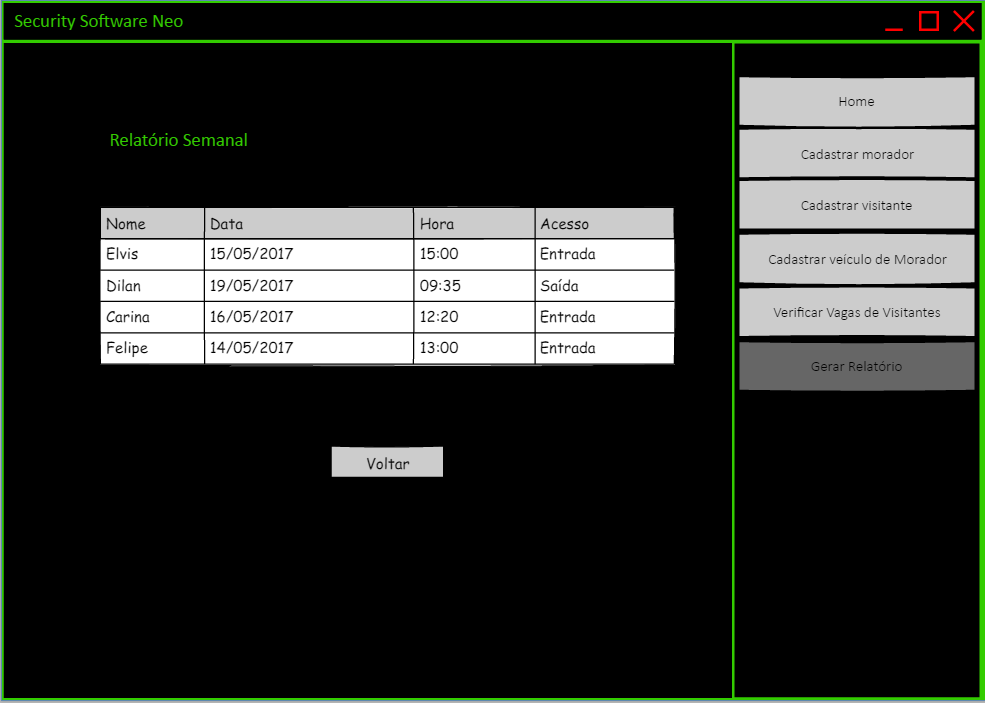 Security Software Neo
Relatório Semanal
Nome Data Hora Acesso
Elvis 15/05/2017 15:00 Entrada
Dilan 19/05/2017 09:35 Saída
Carina 16/05/2017 12:20 Entrada
Felipe 14/05/2017 13:00 Entrada
Voltar
Home
Cadastrar morador
Cadastrar visitante
Cadastrar veículo de Morador
Verificar Vagas de Visitantes
Gerar Relatório